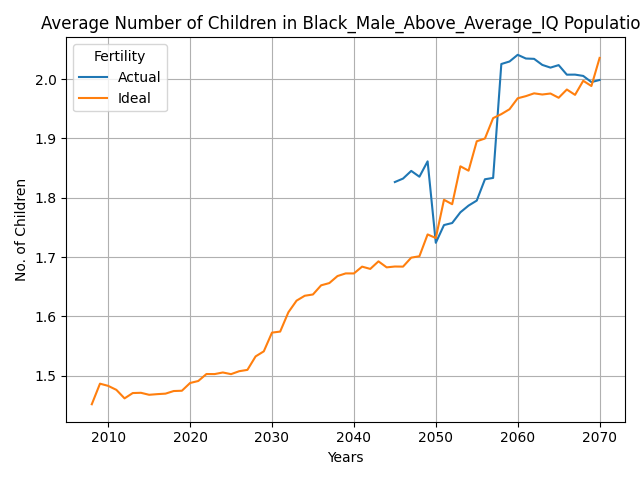 Average Number of Children in Black_Male_Above_Average_IQ Populatio
Fertility
Actual
Ideal
No. of Children
2.0
1.9
1.8
1.7
1.6
1.5
2010 2020 2030 2040 2050 2060 2070
Years